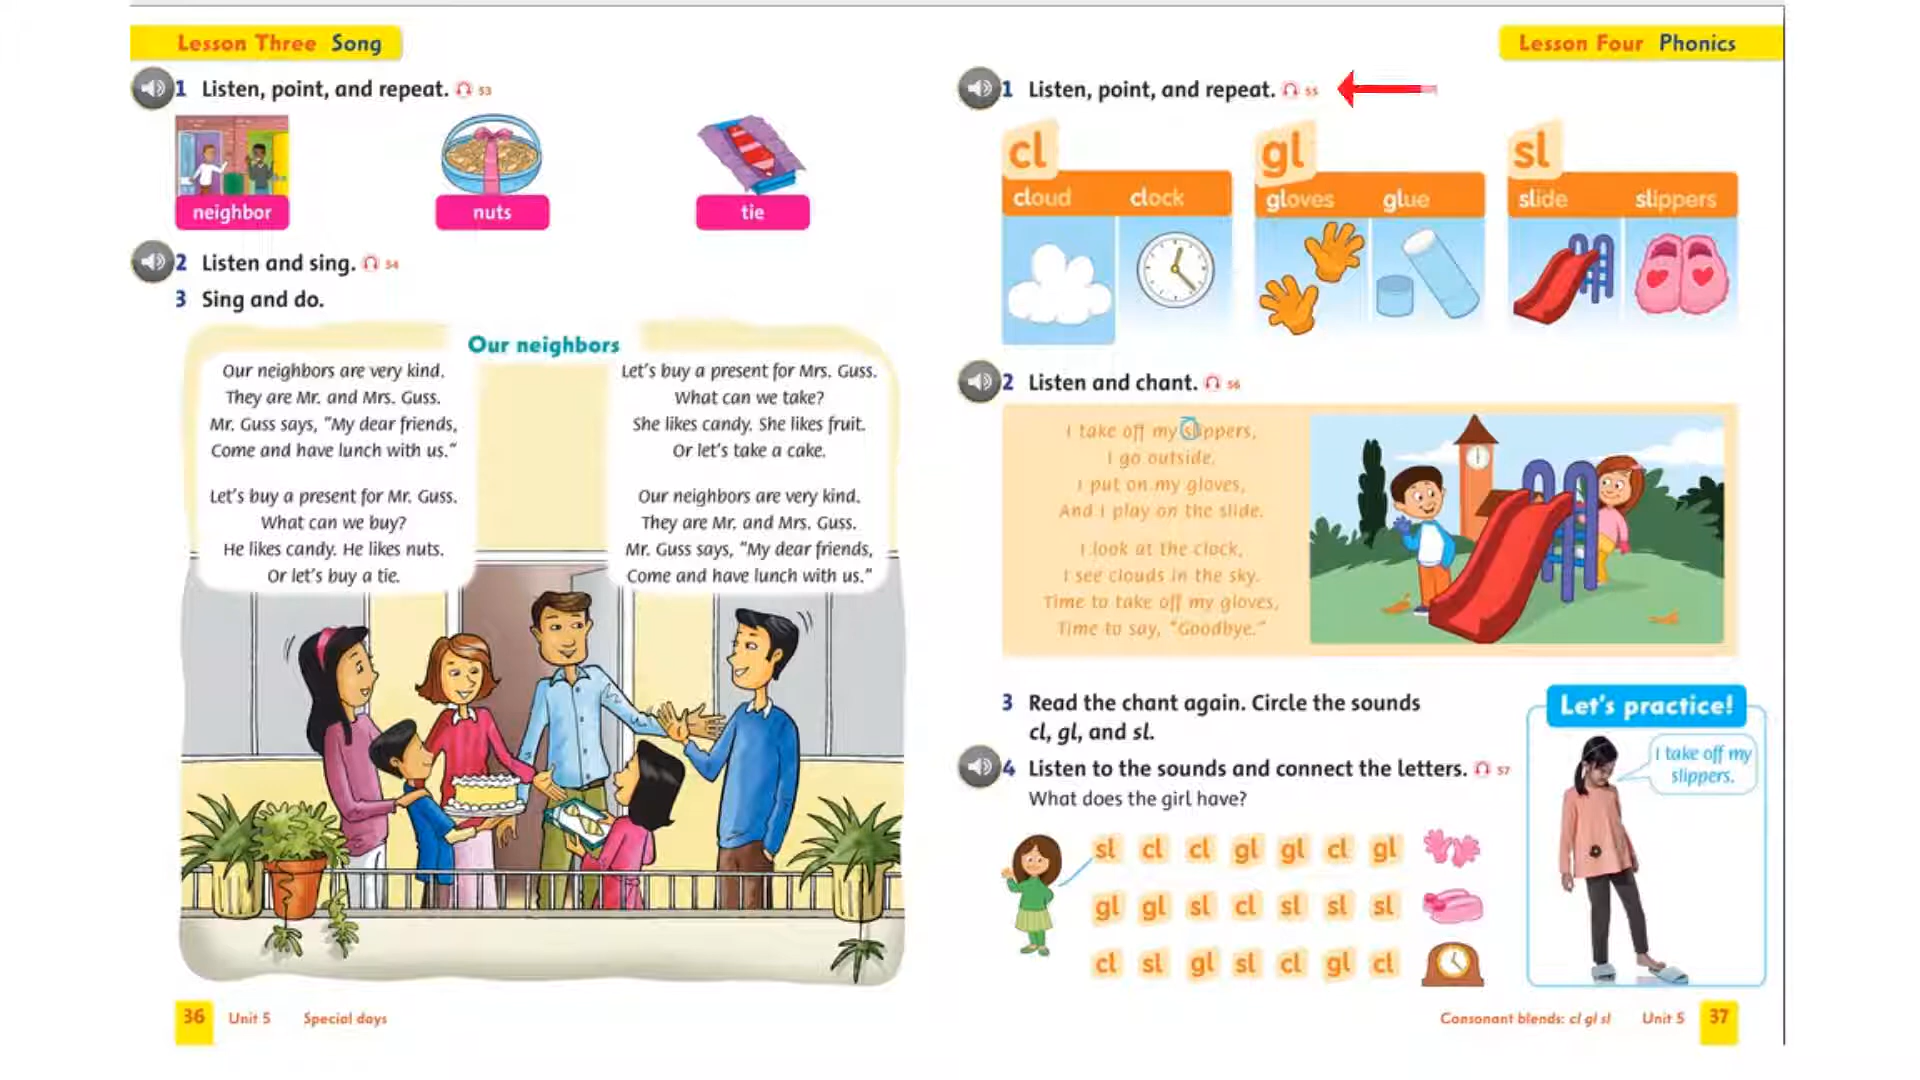 Lesson Three Song
1 Listen, point, and repeat. 53
neighbor nuts tie
2 Listen and sing. 54
3 Sing and do.
Our neighbors
Our neighbors are very kind.
They are Mr. and Mrs. Guss.
Mr. Guss says, “My dear friends,
Come and have lunch with us.”
Let's buy a present for Mr. Guss.
What can we buy?
He likes candy. He likes nuts.
Or let's buy a tie.
Let's buy a present for Mrs. Guss.
What can we take?
She likes candy. She likes fruit.
Or let's take a cake.
Our neighbors are very kind.
They are Mr. and Mrs. Guss.
Mr. Guss says, “My dear friends,
Come and have lunch with us.”
36 Unit 5 Special days
Lesson Four Phonics
1 Listen, point, and repeat. 55
cl gl sl
cloud clock gloves glue slide slippers
2 Listen and chant. 56
I take off my slippers,
I go outside,
I put on my gloves,
And I play on the slide.
I look at the clock,
I see clouds in the sky.
Time to take off my gloves,
Time to say, “Goodbye.”
3 Read the chant again. Circle the sounds
cl, gl, and sl.
4 Listen to the sounds and connect the letters. 57
What does the girl have?
sl cl cl gl gl cl gl
gl gl sl cl sl sl sl
cl sl gl sl cl gl cl
Let's practice!
I take off my
slippers.
Consonant blends: cl gl sl Unit 5 37